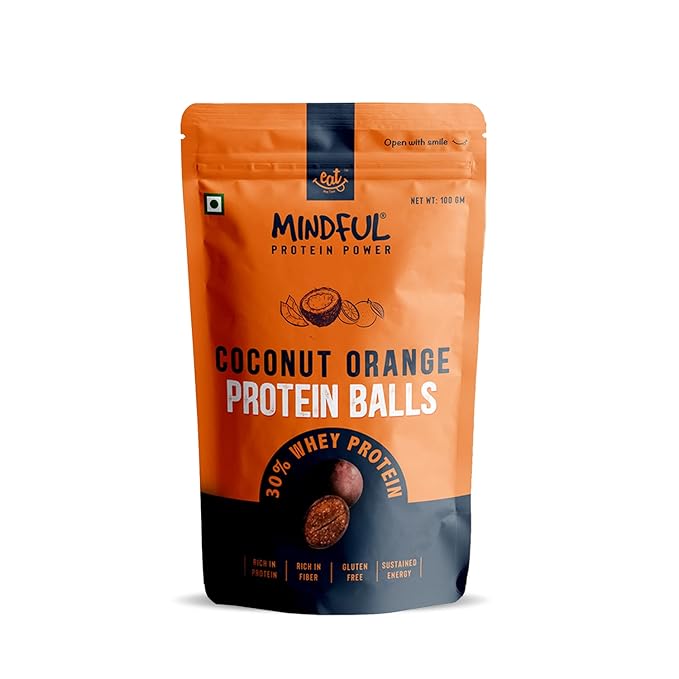 Open with smile
eat
NET WT: 100 GM
MINDFUL®
PROTEIN POWER
COCONUT ORANGE
PROTEIN BALLS
30% WHEY PROTEIN
RICH IN
PROTEIN
RICH IN
FIBER
GLUTEN
FREE
SUSTAINED
ENERGY